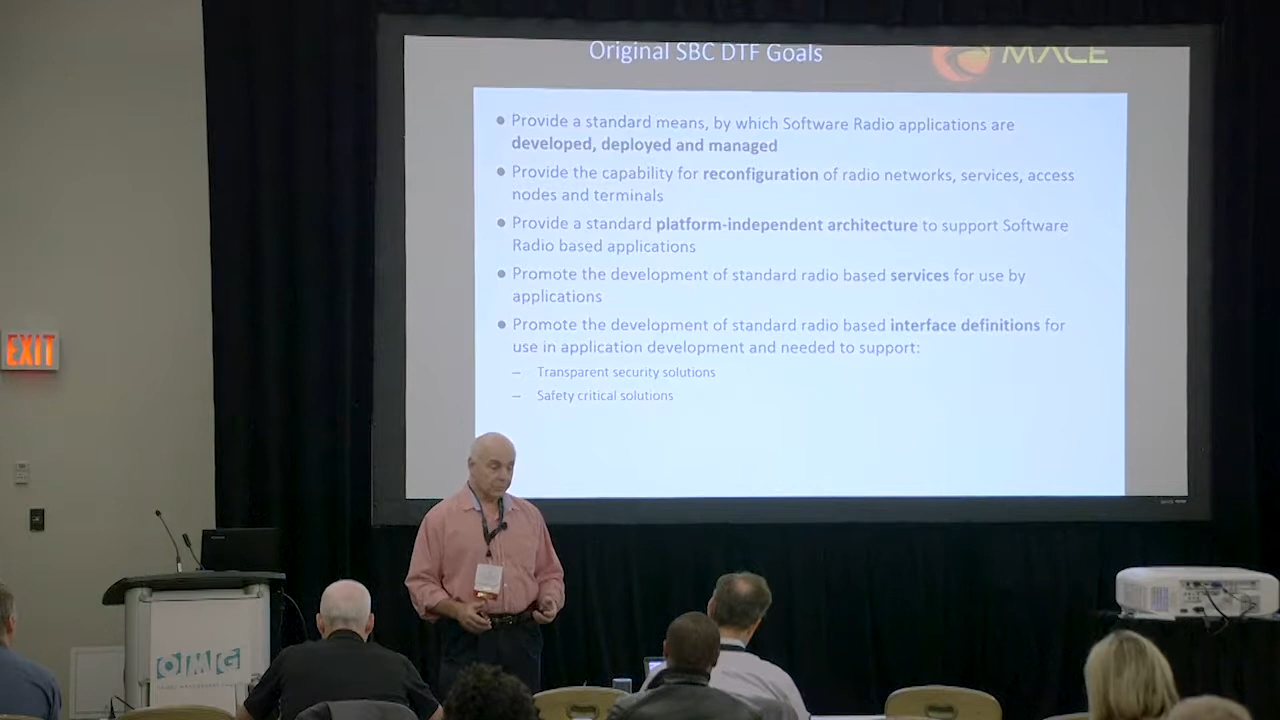 Original SBC DTF Goals
MACE
● Provide a standard means, by which Software Radio applications are
developed, deployed and managed
● Provide the capability for reconfiguration of radio networks, services, access
nodes and terminals
● Provide a standard platform-independent architecture to support Software
Radio based applications
● Promote the development of standard radio based services for use by
applications
● Promote the development of standard radio based interface definitions for
use in application development and needed to support:
– Transparent security solutions
– Safety critical solutions
EXIT
OMG